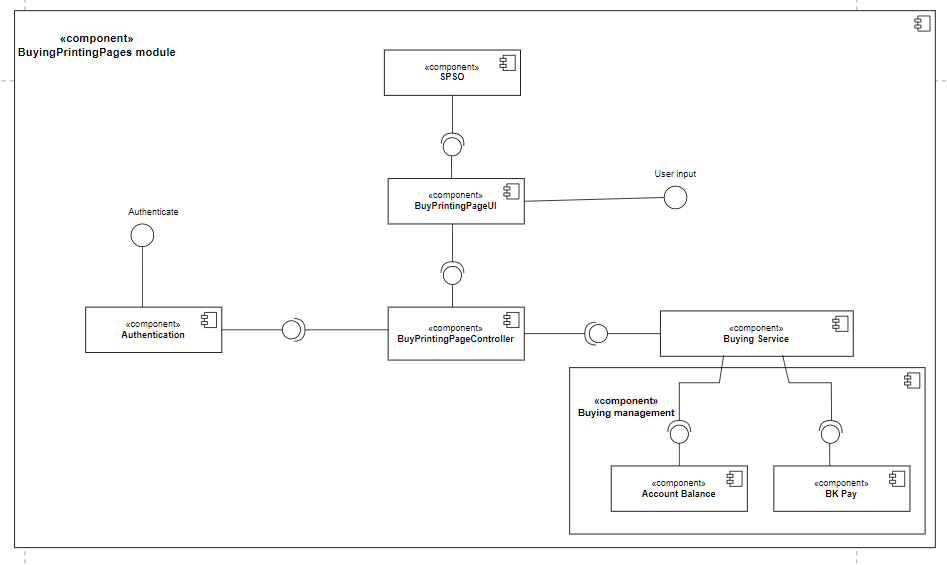 «component»
BuyingPrintingPages module
«component»
SPSO
User input
«component»
BuyPrintingPageUI
Authenticate
«component»
Authentication
«component»
BuyPrintingPageController
«component»
Buying Service
«component»
Buying management
«component»
Account Balance
«component»
BK Pay